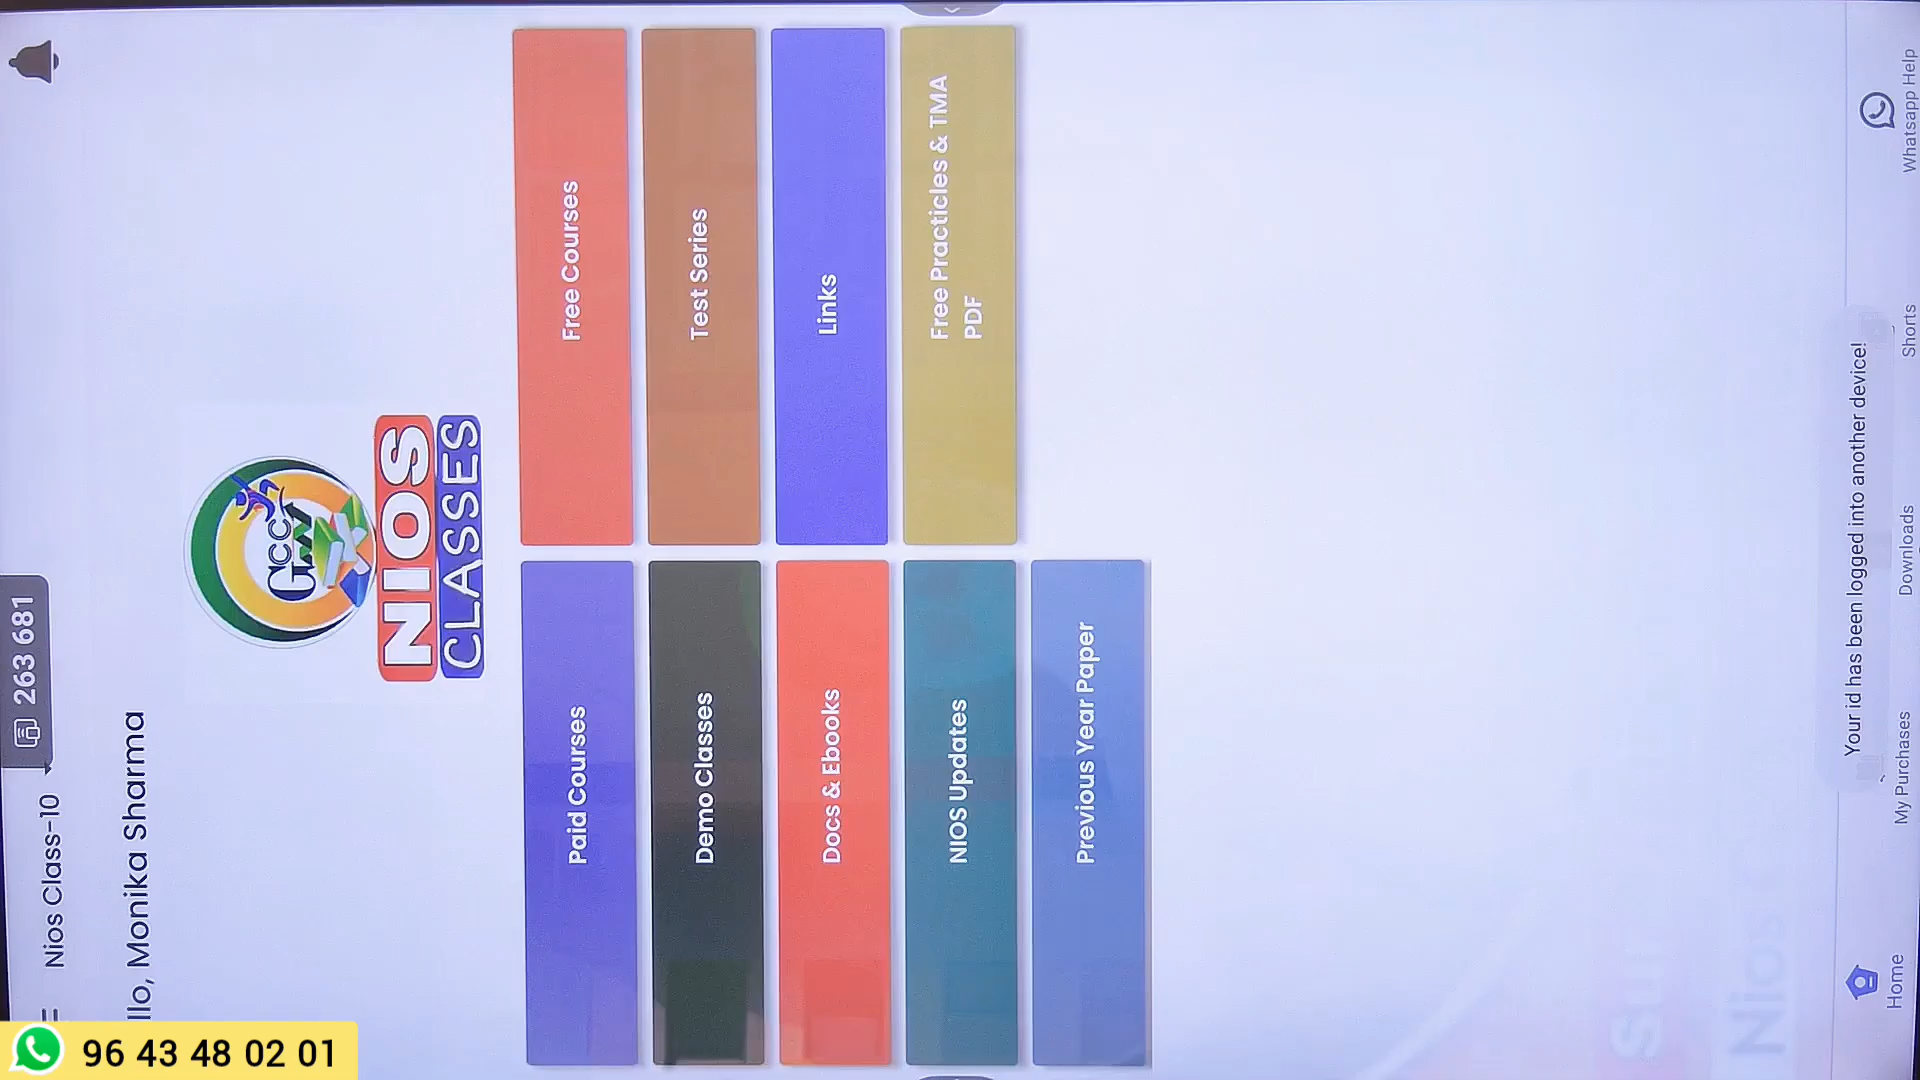 263 681
Nios Class-10
llo, Monika Sharma
GCC
NIOS
CLASSES
Paid Courses
Free Courses
Demo Classes
Test Series
Docs & Ebooks
Links
NIOS Updates
Free Practicles & TMA
PDF
Previous Year Paper
Your id has been logged into another device!
Home
My Purchases
Downloads
Shorts
Whatsapp Help
96 43 48 02 01